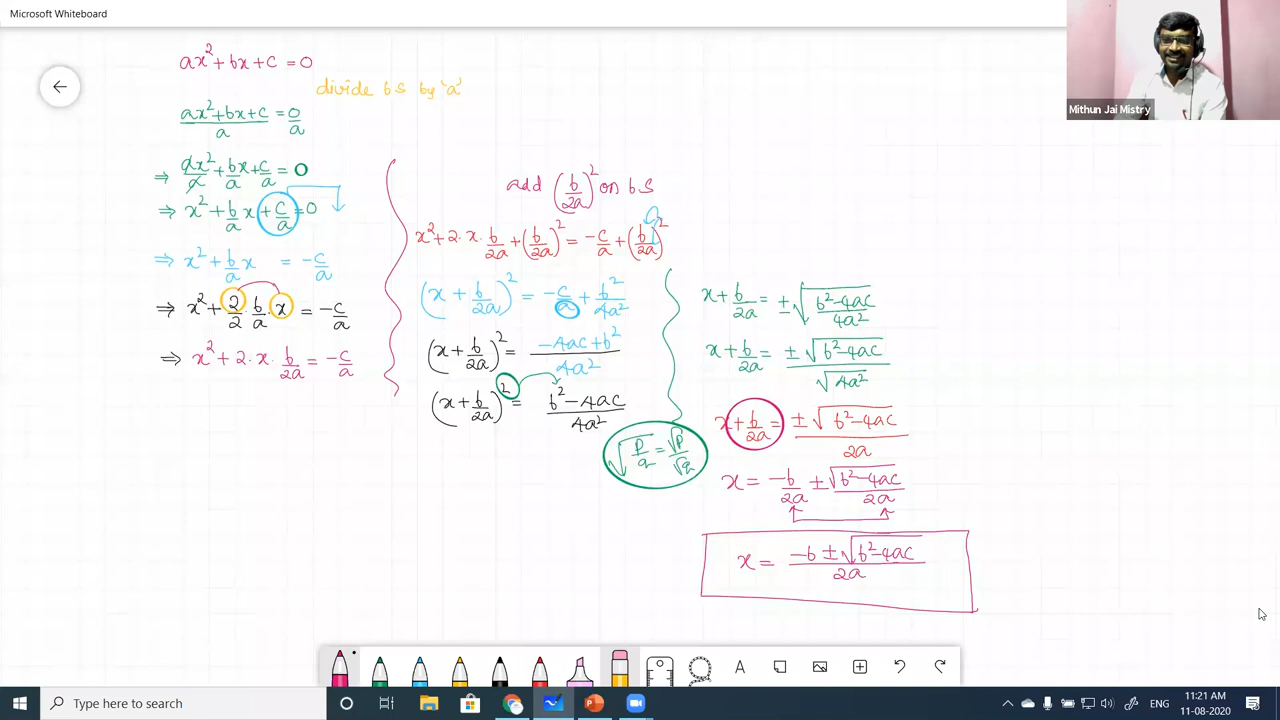 Microsoft Whiteboard
Mithun Jai Mistry
ax² + bx + c = 0
divide b s by 'a'
(ax² + bx + c)/a = 0/a
⇒ ax²/a + bx/a + c/a = 0
⇒ x² + b/a x + c/a = 0
⇒ x² + b/a x = -c/a
⇒ x² + 2/2 · b/a · x = -c/a
⇒ x² + 2·x·b/2a = -c/a
add (b/2a)² on b s
x² + 2·x·b/2a + (b/2a)² = -c/a + (b/2a)²
(x + b/2a)² = -c/a + b²/4a²
(x + b/2a)² = (-4ac + b²)/4a²
(x + b/2a)² = (b² - 4ac)/4a²
√(p/q) = √p/√q
x + b/2a = ±√((b² - 4ac)/4a²)
x + b/2a = ±√(b² - 4ac)/√(4a²)
x + b/2a = ±√(b² - 4ac)/2a
x = -b/2a ± √(b² - 4ac)/2a
x = (-b ± √(b² - 4ac))/2a
A
Type here to search
ENG
11:21 AM
11-08-2020